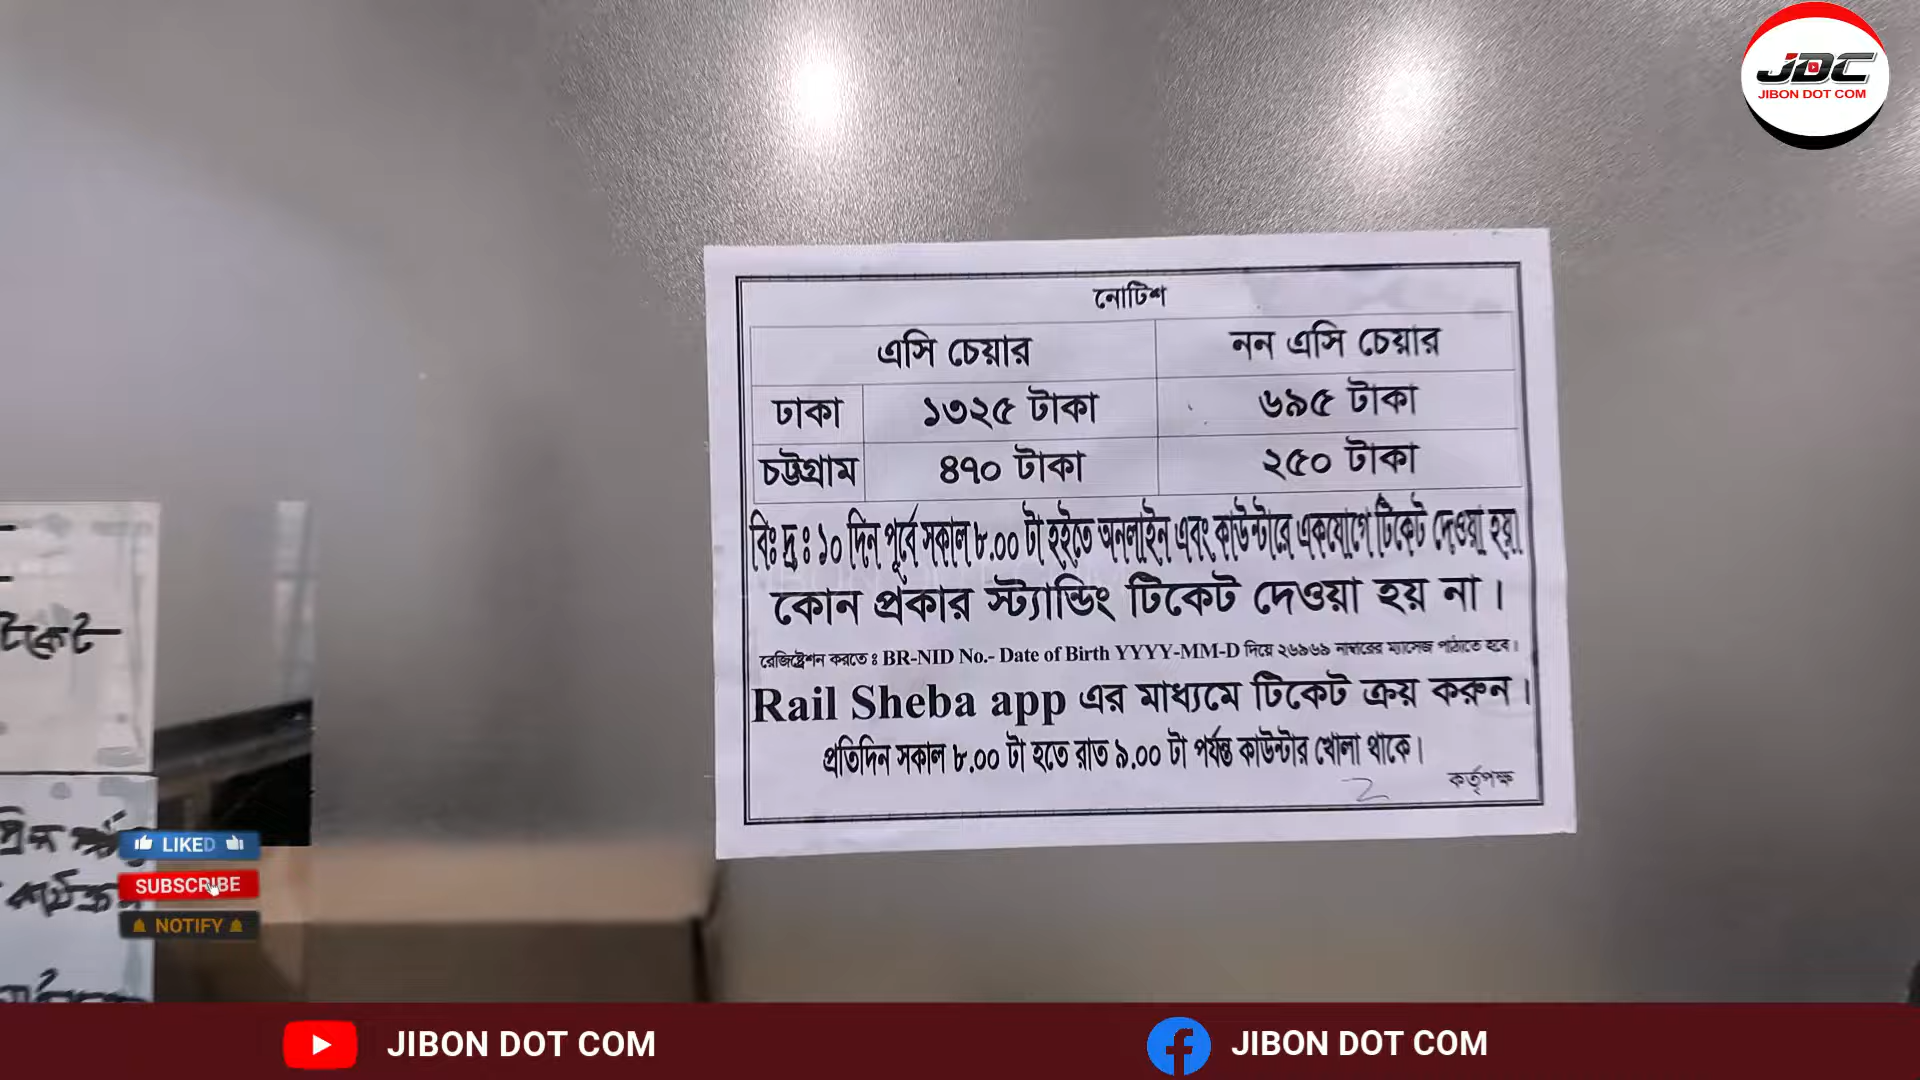 JDC
JIBON DOT COM
নোটিশ
এসি চেয়ার নন এসি চেয়ার
ঢাকা ১৩২৫ টাকা ৬৯৫ টাকা
চট্টগ্রাম ৪৭০ টাকা ২৫০ টাকা
বিঃ দ্রঃ ১০ দিন পূর্বে সকাল ৮.০০ টা হইতে অনলাইন এবং কাউন্টারে একযোগে টিকেট দেওয়া হয়।
কোন প্রকার স্ট্যান্ডিং টিকেট দেওয়া হয় না।
রেজিষ্ট্রেশন করতে ঃ BR-NID No.- Date of Birth YYYY-MM-D দিয়ে ২৬৯৬৯ নাম্বারের ম্যাসেজ পাঠাতে হবে।
Rail Sheba app এর মাধ্যমে টিকেট ক্রয় করুন।
প্রতিদিন সকাল ৮.০০ টা হতে রাত ৯.০০ টা পর্যন্ত কাউন্টার খোলা থাকে।
কর্তৃপক্ষ
LIKED
SUBSCRIBE
NOTIFY
JIBON DOT COM
JIBON DOT COM